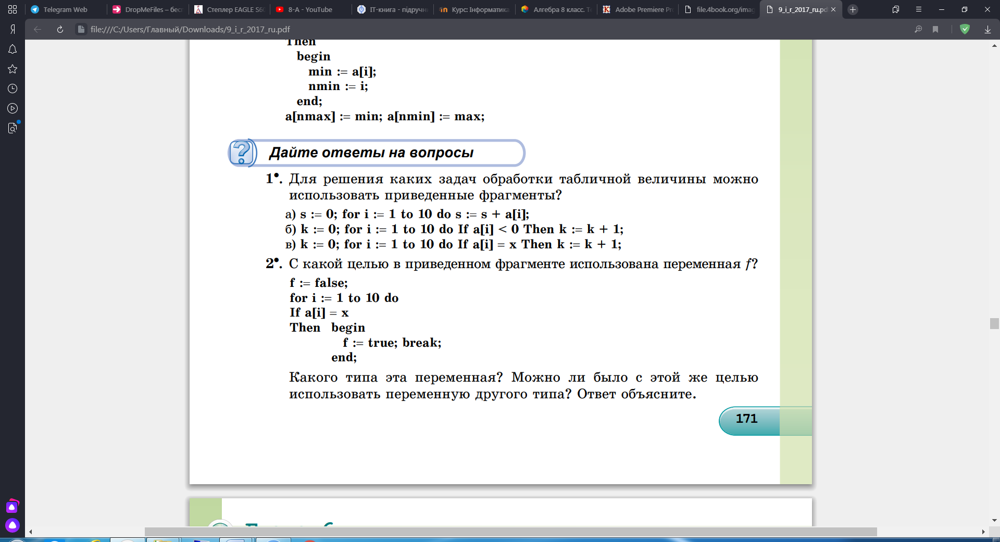 Telegram Web
DropMeFiles – бесп
Степлер EAGLE S6
8-А - YouTube
ІТ-книга - підручни
Курс: Інформатика
Алгебра 8 класс. Т
Adobe Premiere Pr
file.4book.org/imag
9_i_r_2017_ru.pd
file:///C:/Users/Главный/Downloads/9_i_r_2017_ru.pdf
Then
begin
min := a[i];
nmin := i;
end;
a[nmax] := min; a[nmin] := max;
Дайте ответы на вопросы
1•. Для решения каких задач обработки табличной величины можно
использовать приведенные фрагменты?
а) s := 0; for i := 1 to 10 do s := s + a[i];
б) k := 0; for i := 1 to 10 do If a[i] < 0 Then k := k + 1;
в) k := 0; for i := 1 to 10 do If a[i] = x Then k := k + 1;
2•. С какой целью в приведенном фрагменте использована переменная f?
f := false;
for i := 1 to 10 do
If a[i] = x
Then begin
f := true; break;
end;
Какого типа эта переменная? Можно ли было с этой же целью
использовать переменную другого типа? Ответ объясните.
171